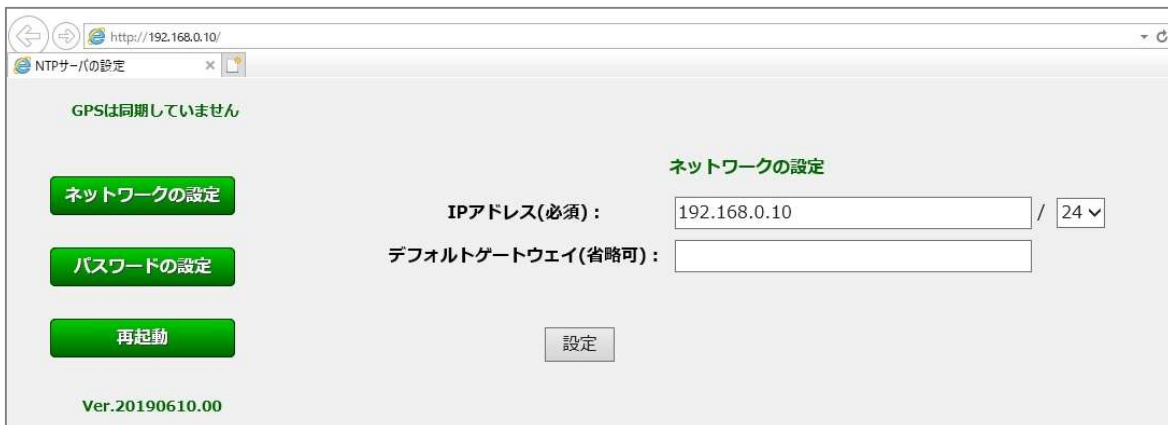 http://192.168.0.10/
NTPサーバの設定
GPSは同期していません
ネットワークの設定
パスワードの設定
再起動
Ver.20190610.00
ネットワークの設定
IPアドレス(必須): 192.168.0.10 / 24
デフォルトゲートウェイ(省略可):
設定